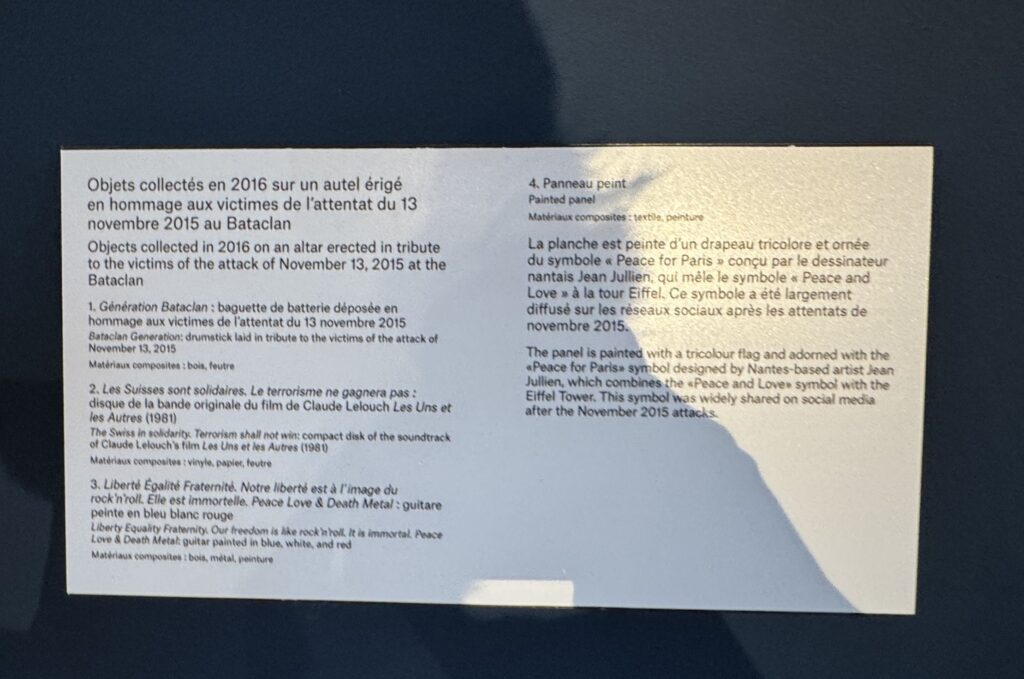 Objets collectés en 2016 sur un autel érigé
en hommage aux victimes de l'attentat du 13
novembre 2015 au Bataclan
Objects collected in 2016 on an altar erected in tribute
to the victims of the attack of November 13, 2015 at the
Bataclan
1. Génération Bataclan : baguette de batterie déposée en
hommage aux victimes de l'attentat du 13 novembre 2015
Bataclan Generation: drumstick laid in tribute to the victims of the attack of
November 13, 2015
Matériaux composites : bois, feutre
2. Les Suisses sont solidaires. Le terrorisme ne gagnera pas :
disque de la bande originale du film de Claude Lelouch Les Uns et
les Autres (1981)
The Swiss in solidarity. Terrorism shall not win: compact disk of the soundtrack
of Claude Lelouch's film Les Uns et les Autres (1981)
Matériaux composites : vinyle, papier, feutre
3. Liberté Égalité Fraternité. Notre liberté est à l'image du
rock'n'roll. Elle est immortelle. Peace Love & Death Metal : guitare
peinte en bleu blanc rouge
Liberty Equality Fraternity. Our freedom is like rock'n'roll. It is immortal. Peace
Love & Death Metal: guitar painted in blue, white, and red
Matériaux composites : bois, métal, peinture
4. Panneau peint
Painted panel
Matériaux composites : textile, peinture
La planche est peinte d'un drapeau tricolore et ornée
du symbole « Peace for Paris » conçu par le dessinateur
nantais Jean Jullien, qui mêle le symbole « Peace and
Love » à la tour Eiffel. Ce symbole a été largement
diffusé sur les réseaux sociaux après les attentats de
novembre 2015.
The panel is painted with a tricolour flag and adorned with the
«Peace for Paris» symbol designed by Nantes-based artist Jean
Jullien, which combines the «Peace and Love» symbol with the
Eiffel Tower. This symbol was widely shared on social media
after the November 2015 attacks.